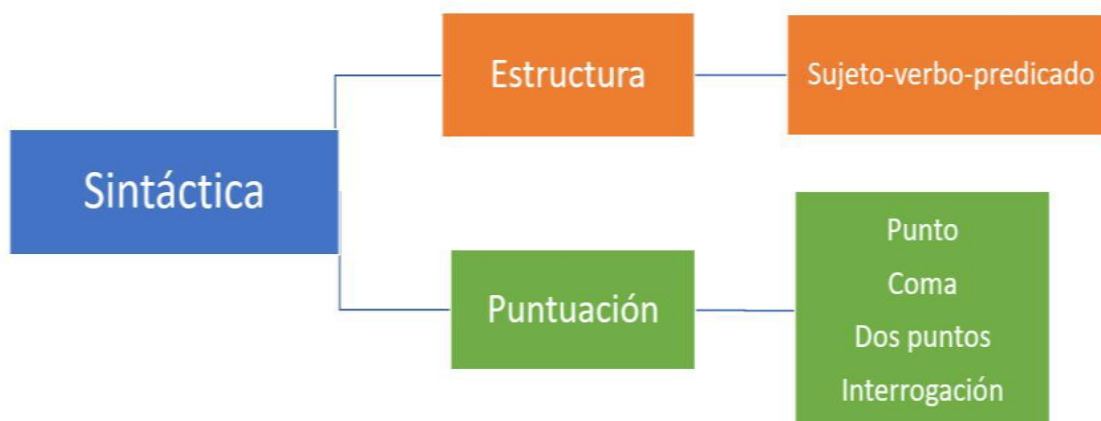 Sintáctica
Estructura
Sujeto-verbo-predicado
Puntuación
Punto
Coma
Dos puntos
Interrogación